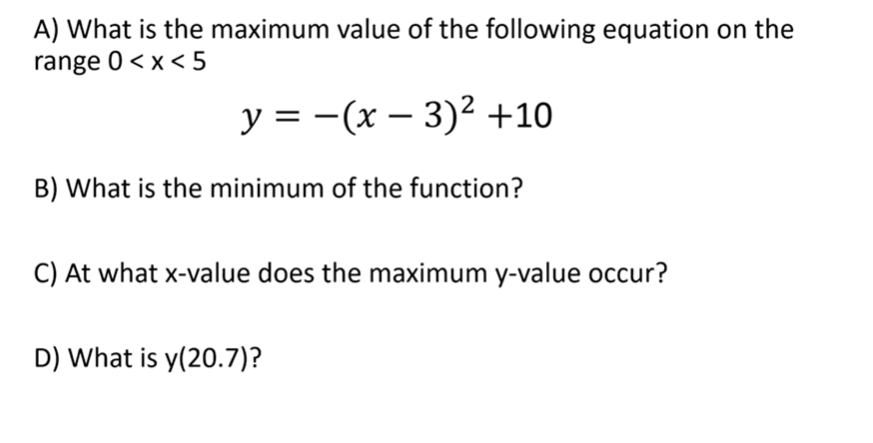 A) What is the maximum value of the following equation on the
range 0 < x < 5
y = −(x − 3)² +10
B) What is the minimum of the function?
C) At what x-value does the maximum y-value occur?
D) What is y(20.7)?